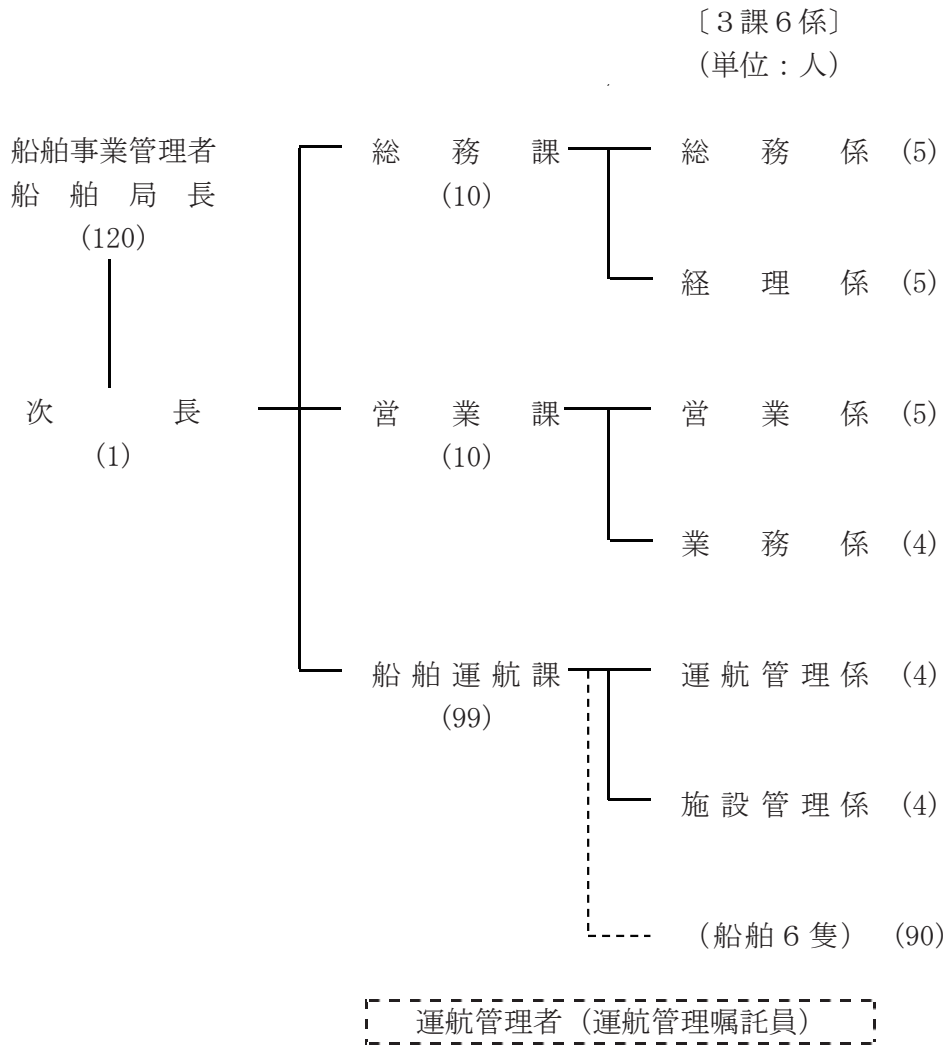 〔３課６係〕
（単位：人）
船舶事業管理者
船舶局長
(120)
次長
(1)
総務課
(10)
総務係 (5)
経理係 (5)
営業課
(10)
営業係 (5)
業務係 (4)
船舶運航課
(99)
運航管理係 (4)
施設管理係 (4)
（船舶６隻） (90)
運航管理者（運航管理嘱託員）